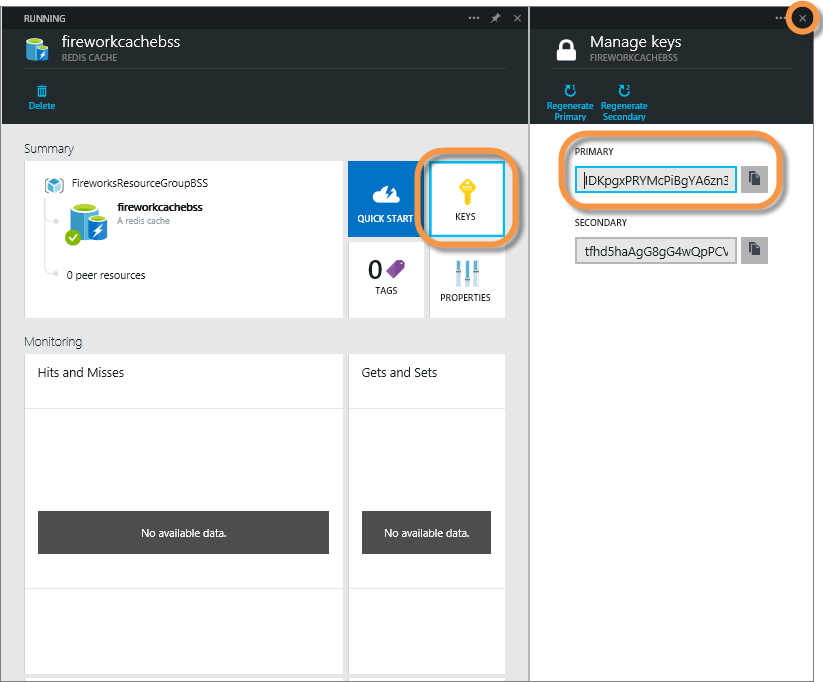 RUNNING
fireworkcachebss
REDIS CACHE
Delete
Summary
FireworksResourceGroupBSS
fireworkcachebss
A redis cache
0 peer resources
QUICK START
KEYS
0
TAGS
PROPERTIES
Monitoring
Hits and Misses
Gets and Sets
No available data.
No available data.
Manage keys
FIREWORKCACHEBSS
Regenerate
Primary
Regenerate
Secondary
PRIMARY
IDKpgxPRYMcPiBgYA6zn3
SECONDARY
tfhd5haAgG8gG4wQpPCV